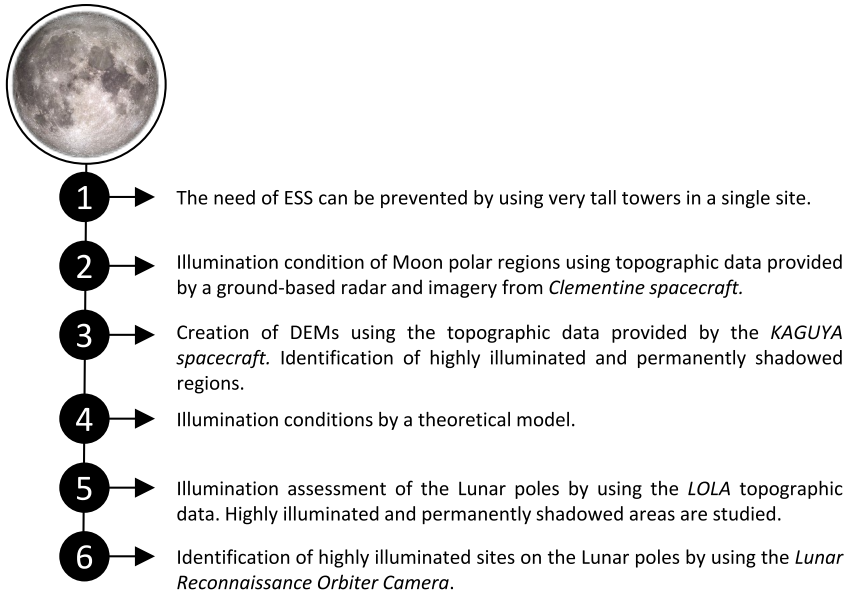 1 The need of ESS can be prevented by using very tall towers in a single site.
2 Illumination condition of Moon polar regions using topographic data provided
by a ground-based radar and imagery from Clementine spacecraft.
3 Creation of DEMs using the topographic data provided by the KAGUYA
spacecraft. Identification of highly illuminated and permanently shadowed
regions.
4 Illumination conditions by a theoretical model.
5 Illumination assessment of the Lunar poles by using the LOLA topographic
data. Highly illuminated and permanently shadowed areas are studied.
6 Identification of highly illuminated sites on the Lunar poles by using the Lunar
Reconnaissance Orbiter Camera.